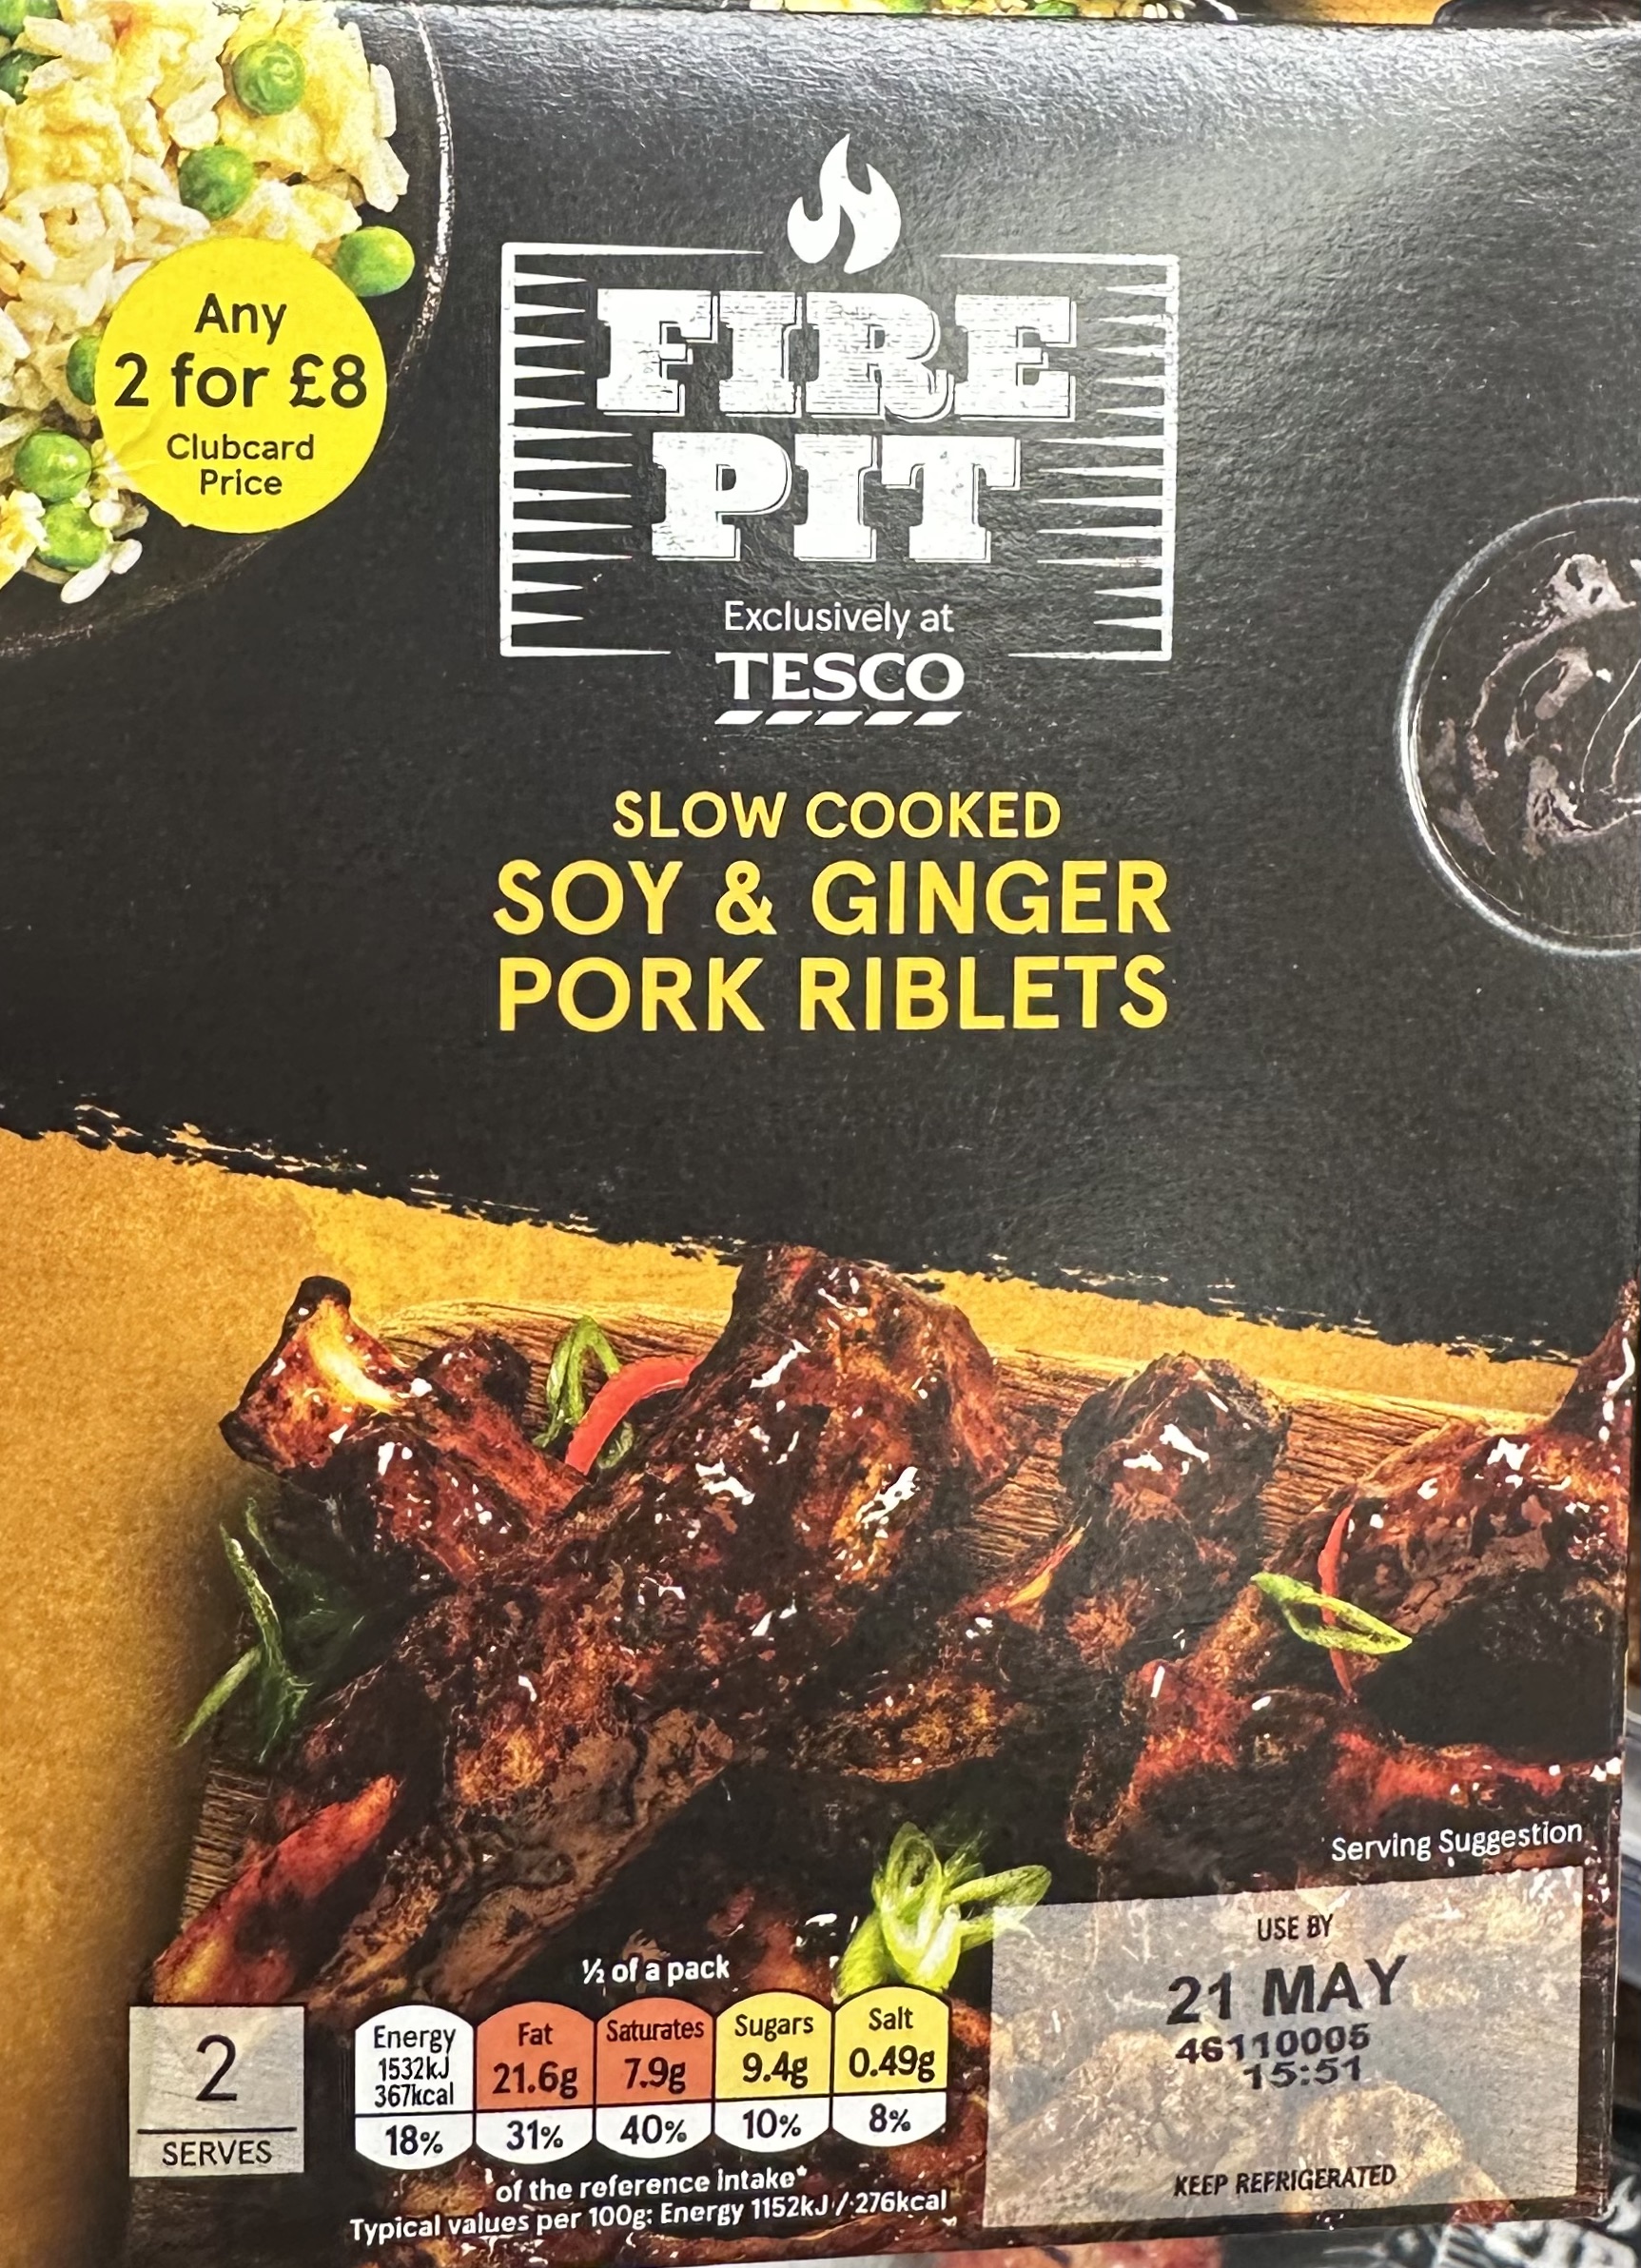 Any
2 for £8
Clubcard
Price
FIRE
PIT
Exclusively at
TESCO
SLOW COOKED
SOY & GINGER
PORK RIBLETS
Serving Suggestion
USE BY
21 MAY
46110005
15:51
KEEP REFRIGERATED
½ of a pack
2
SERVES
Energy
1532kJ
367kcal
18%
Fat
21.6g
31%
Saturates
7.9g
40%
Sugars
9.4g
10%
Salt
0.49g
8%
of the reference intake*
Typical values per 100g: Energy 1152kJ / 276kcal